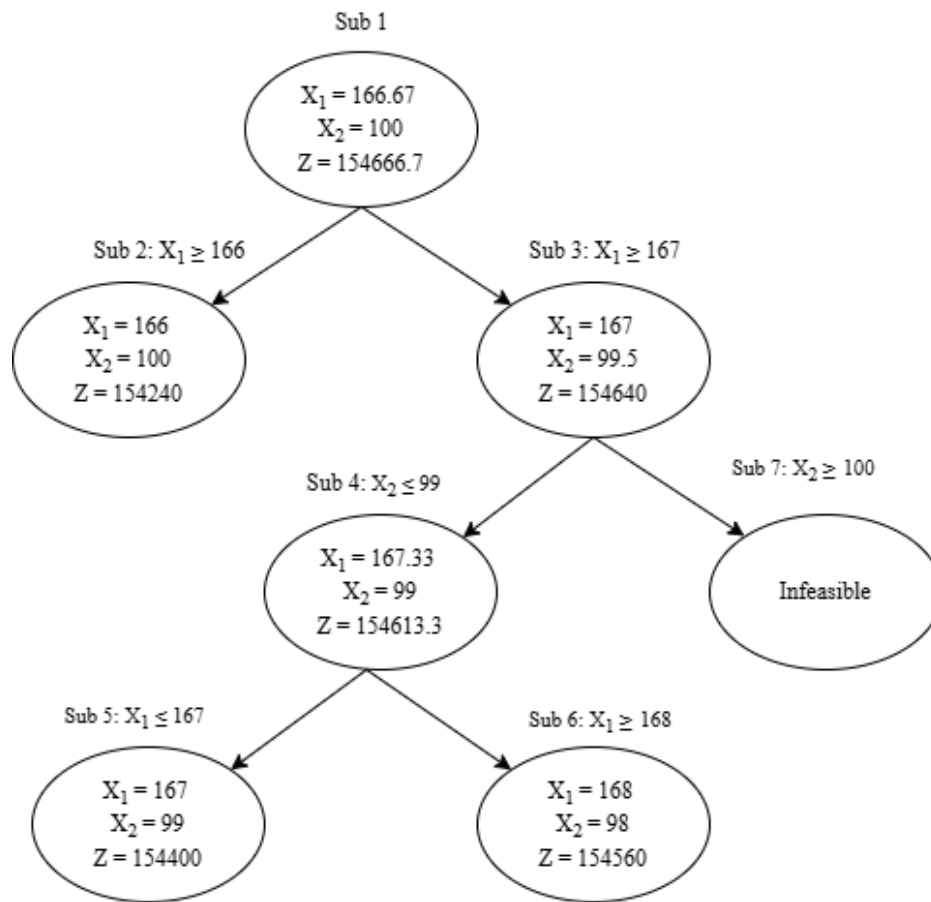 Sub 1
X₁ = 166.67
X₂ = 100
Z = 154666.7
Sub 2: X₁ ≥ 166
X₁ = 166
X₂ = 100
Z = 154240
Sub 3: X₁ ≥ 167
X₁ = 167
X₂ = 99.5
Z = 154640
Sub 4: X₂ ≤ 99
X₁ = 167.33
X₂ = 99
Z = 154613.3
Sub 7: X₂ ≥ 100
Infeasible
Sub 5: X₁ ≤ 167
X₁ = 167
X₂ = 99
Z = 154400
Sub 6: X₁ ≥ 168
X₁ = 168
X₂ = 98
Z = 154560